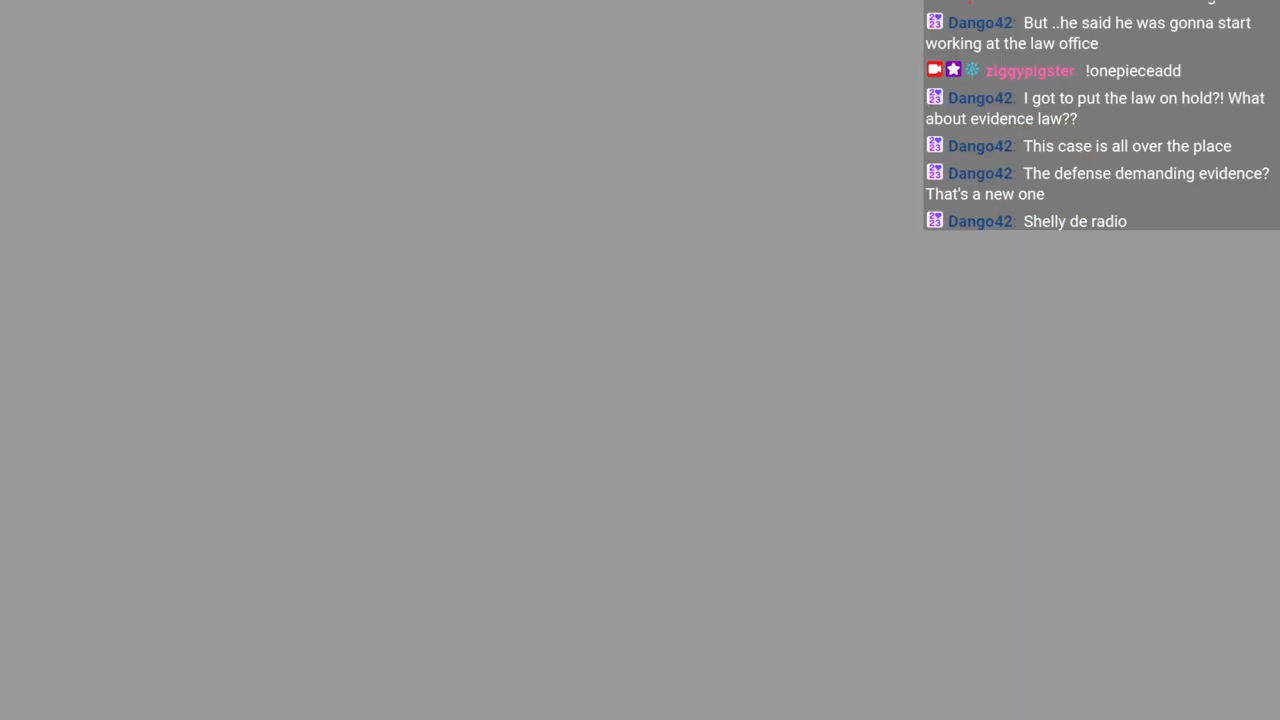 Dango42: But ..he said he was gonna start
working at the law office
ziggypigster !onepieceadd
Dango42: I got to put the law on hold?! What
about evidence law??
Dango42: This case is all over the place
Dango42: The defense demanding evidence?
That's a new one
Dango42: Shelly de radio